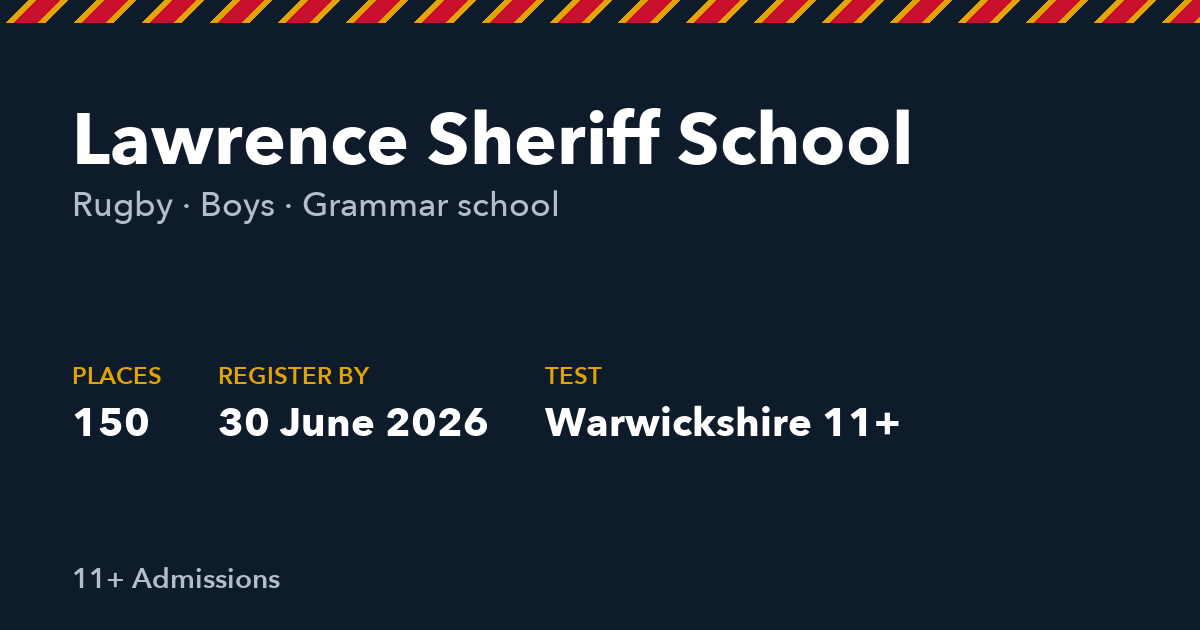 Lawrence Sheriff School
Rugby · Boys · Grammar school
PLACES
150
REGISTER BY
30 June 2026
TEST
Warwickshire 11+
11+ Admissions